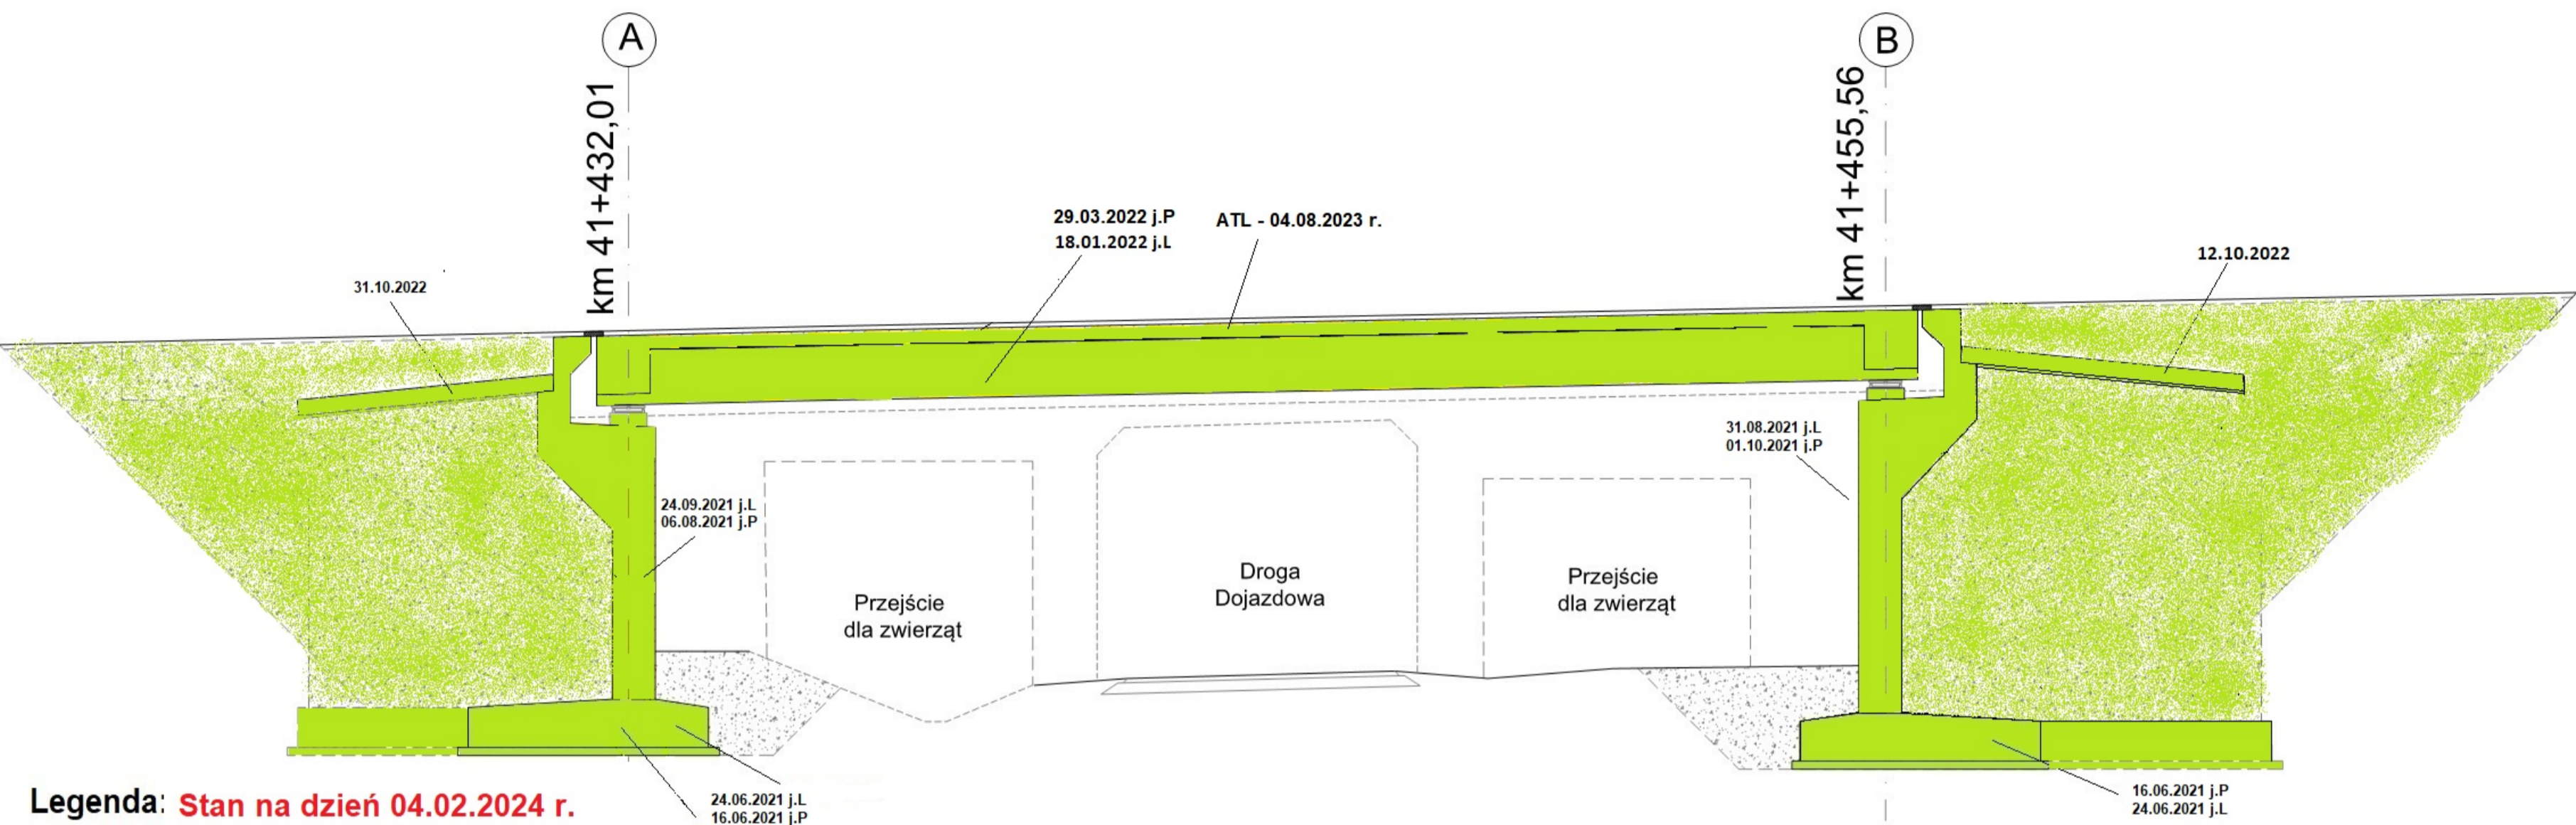 A
B
km 41+432,01
km 41+455,56
29.03.2022 j.P
18.01.2022 j.L
ATL - 04.08.2023 r.
12.10.2022
31.10.2022
31.08.2021 j.L
01.10.2021 j.P
24.09.2021 j.L
06.08.2021 j.P
Przejście
dla zwierząt
Droga
Dojazdowa
Przejście
dla zwierząt
24.06.2021 j.L
16.06.2021 j.P
16.06.2021 j.P
24.06.2021 j.L
Legenda: Stan na dzień 04.02.2024 r.